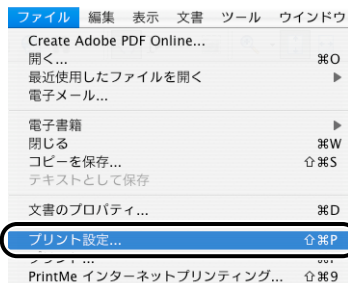 ファイル 編集 表示 文書 ツール ウインドウ
Create Adobe PDF Online...
開く... ⌘O
最近使用したファイルを開く ▶
電子メール...
電子書籍 ▶
閉じる ⌘W
コピーを保存... ⇧⌘S
テキストとして保存
文書のプロパティ... ⌘D
プリント設定... ⇧⌘P
プリント... ⌘P
PrintMe インターネットプリンティング... ⇧⌘9